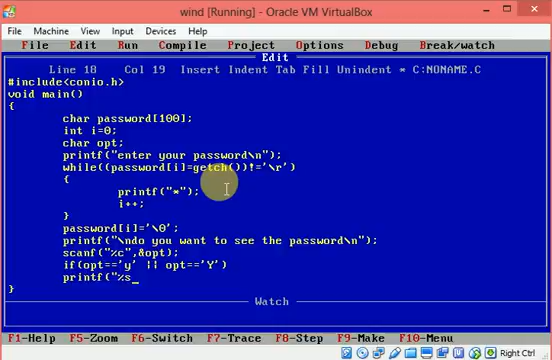 wind [Running] - Oracle VM VirtualBox
File Machine View Input Devices Help
File Edit Run Compile Project Options Debug Break/watch
Edit
Line 18 Col 19 Insert Indent Tab Fill Unindent * C:NONAME.C
#include<conio.h>
void main()
{
char password[100];
int i=0;
char opt;
printf("enter your password\n");
while((password[i]=getch())!='\r')
{
printf("*");
i++;
}
password[i]='\0';
printf("\ndo you want to see the password\n");
scanf("%c",&opt);
if(opt=='y' || opt=='Y')
printf("%s
}
Watch
F1-Help F5-Zoom F6-Switch F7-Trace F8-Step F9-Make F10-Menu
Right Ctrl